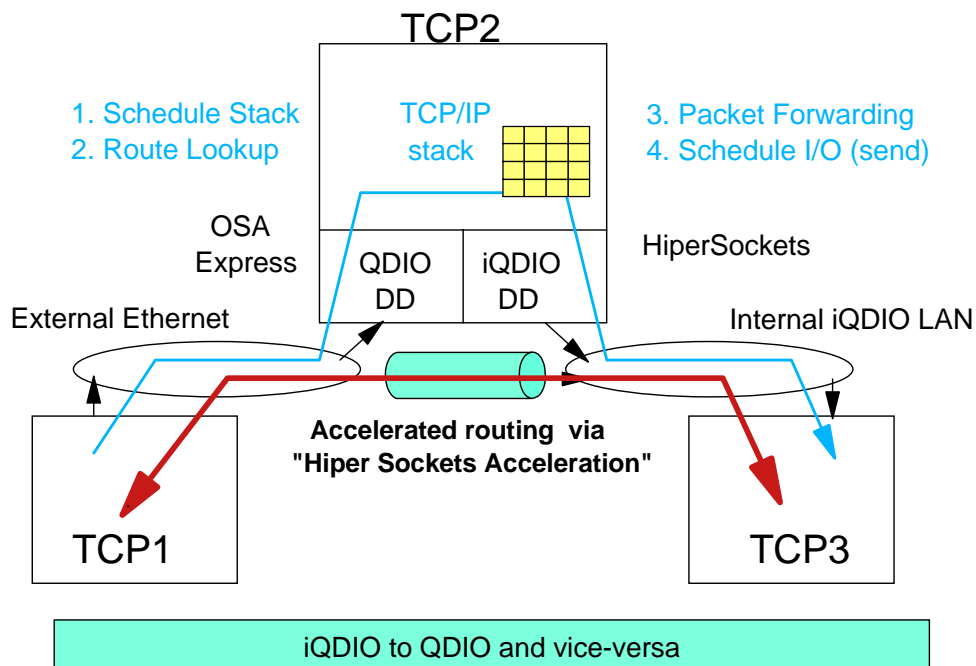 TCP2
1. Schedule Stack
2. Route Lookup
TCP/IP
stack
3. Packet Forwarding
4. Schedule I/O (send)
OSA
Express
QDIO
DD
iQDIO
DD
HiperSockets
External Ethernet
Internal iQDIO LAN
Accelerated routing via
"Hiper Sockets Acceleration"
TCP1
TCP3
iQDIO to QDIO and vice-versa